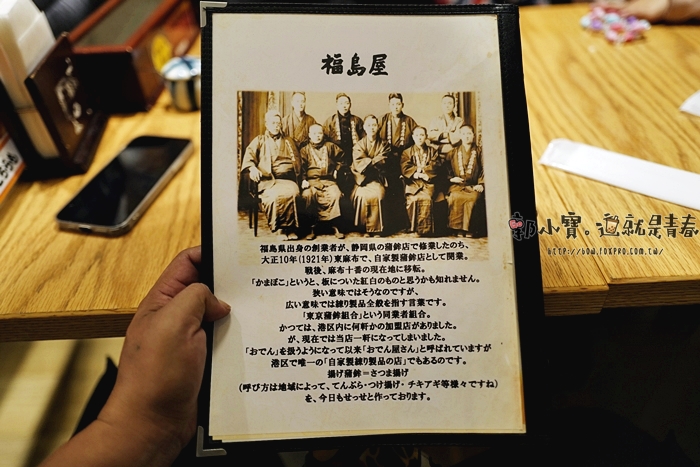 福島屋
福島県出身の創業者が、静岡県の蒲鉾店で修業したのち、
大正10年(1921年)東麻布で、自家製蒲鉾店として開業。
戦後、麻布十番の現在地に移転。
「かまぼこ」というと、板についた紅白のものと思うかも知れません。
狭い意味ではそうなのですが、
広い意味では練り製品全般を指す言葉です。
「東京蒲鉾組合」という同業者組合。
かつては、港区内に何軒かの加盟店がありました。
が、現在では当店一軒になってしまいました。
「おでん」を扱うようになって以来「おでん屋さん」と呼ばれていますが
港区で唯一の「自家製練り製品の店」でもあるのです。
揚げ蒲鉾＝さつま揚げ
(呼び方は地域によって、てんぷら・つけ揚げ・チキアギ等様々ですね)
を、今日もせっせと作っております。
郭小寶。這就是青春
HTTP://BOW.FOXPRO.COM.TW/